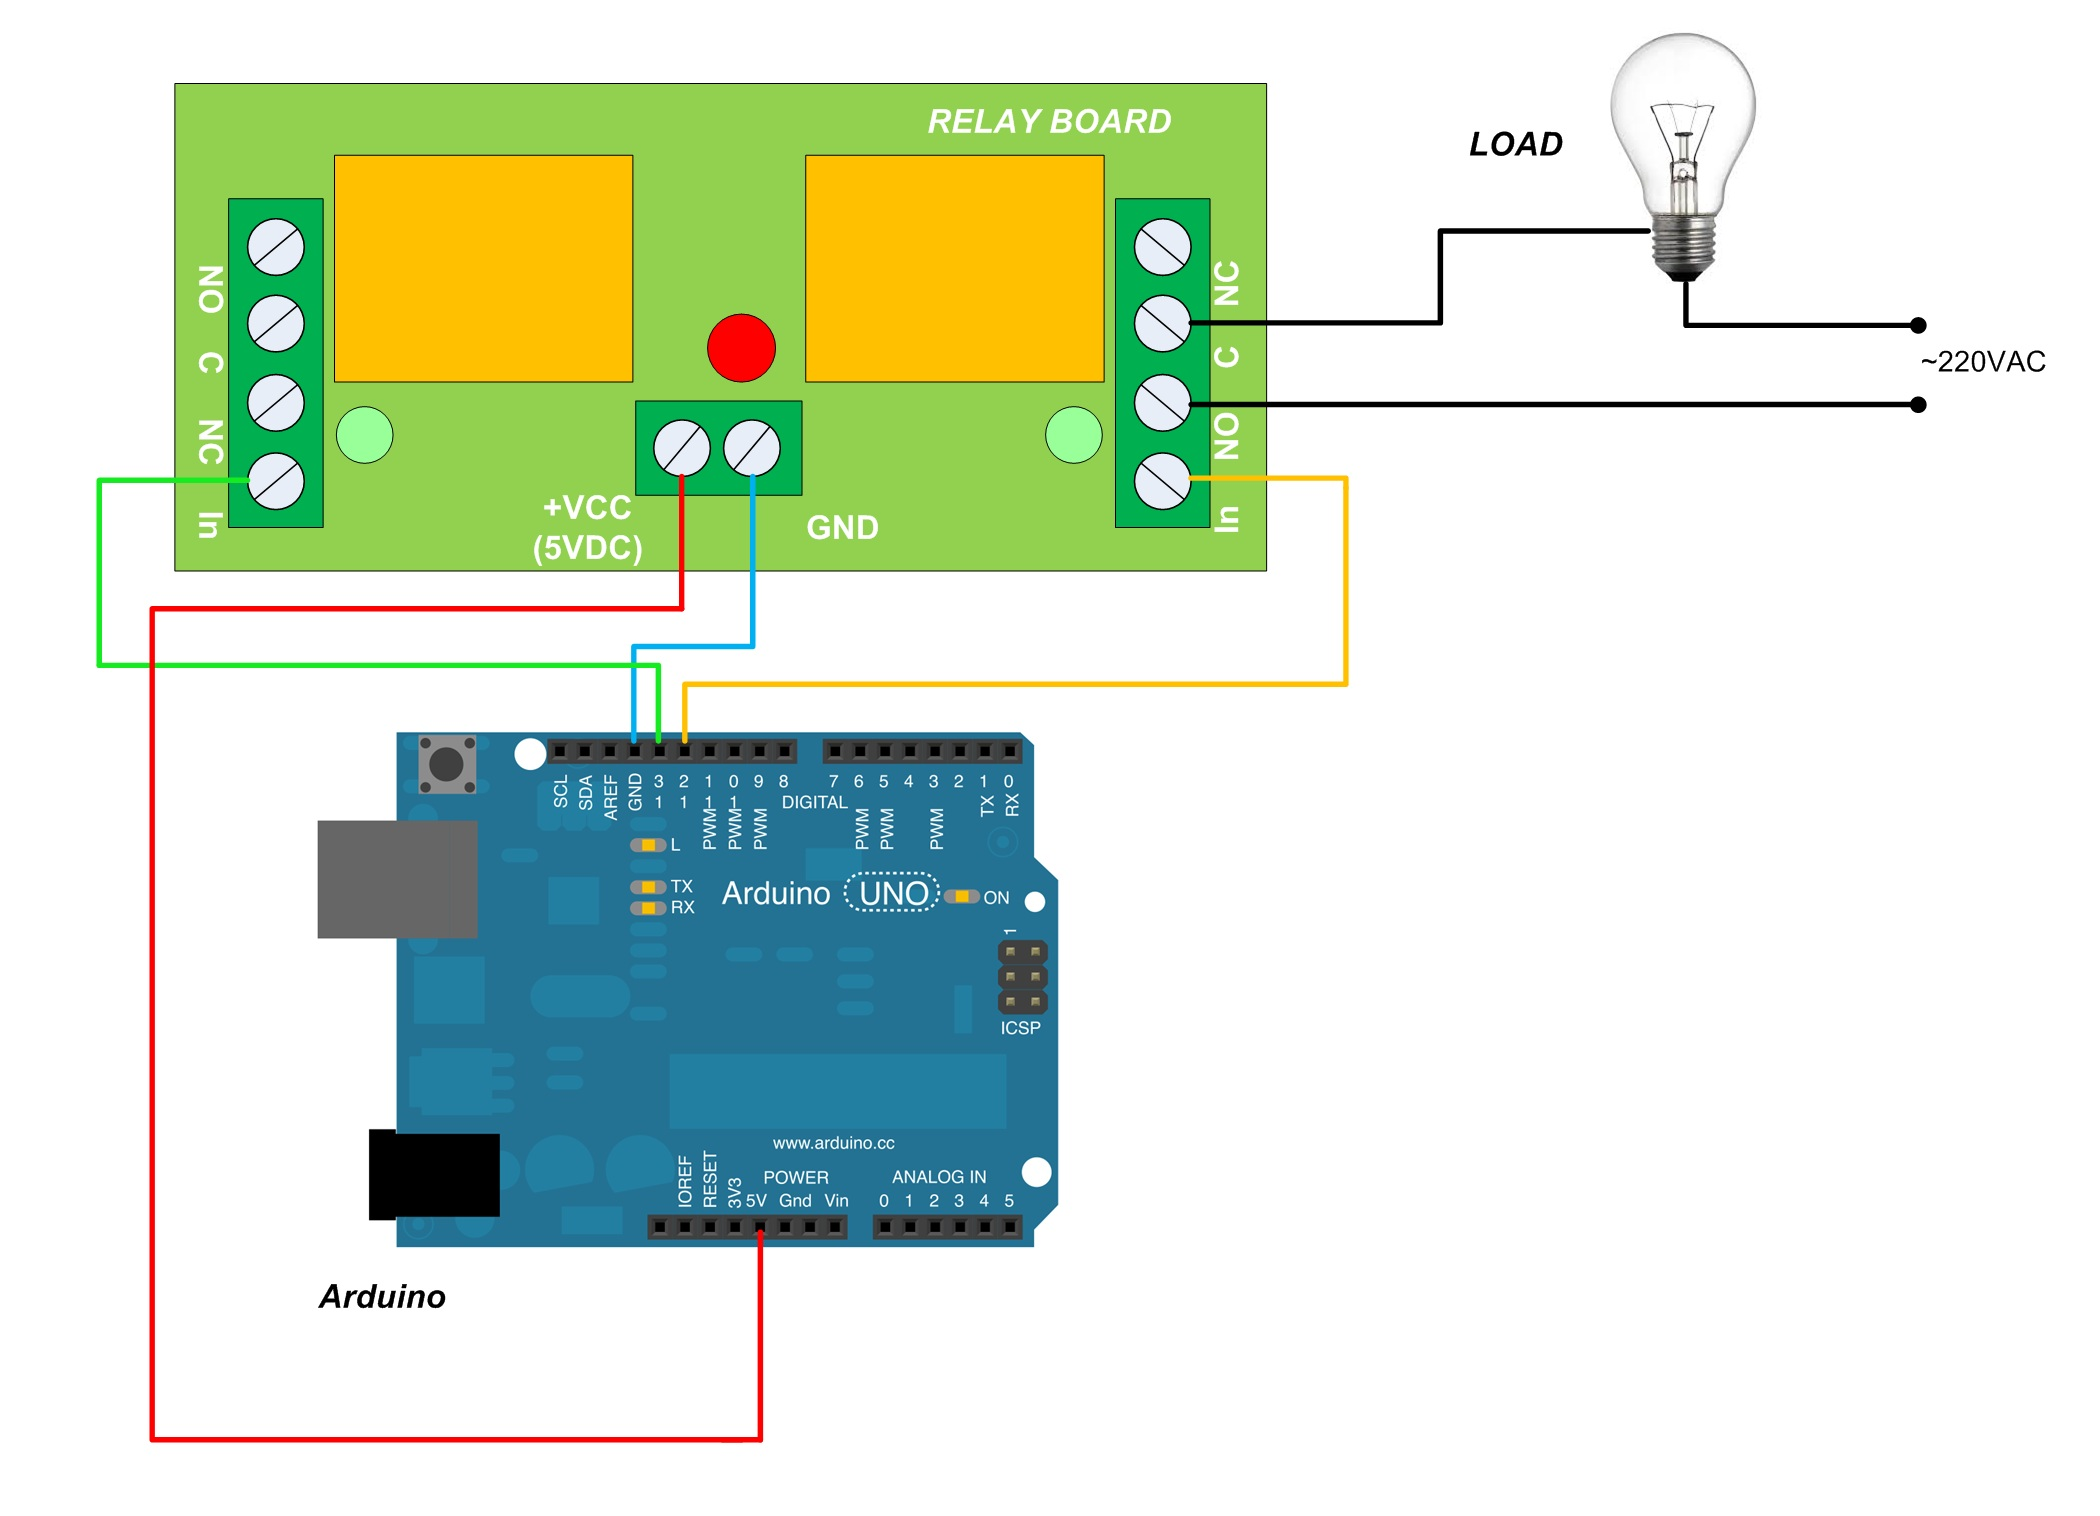 RELAY BOARD
LOAD
NO
C
NC
In
NC
C
NO
In
~220VAC
+VCC
(5VDC)
GND
SCL
SDA
AREF
GND
13
12
PWM 11
PWM 10
PWM 9
8
DIGITAL
7
PWM 6
PWM 5
4
PWM 3
2
TX 1
RX 0
L
TX
RX
Arduino UNO
ON
1
ICSP
www.arduino.cc
POWER
IOREF
RESET
3V3
5V Gnd Vin
ANALOG IN
0 1 2 3 4 5
Arduino